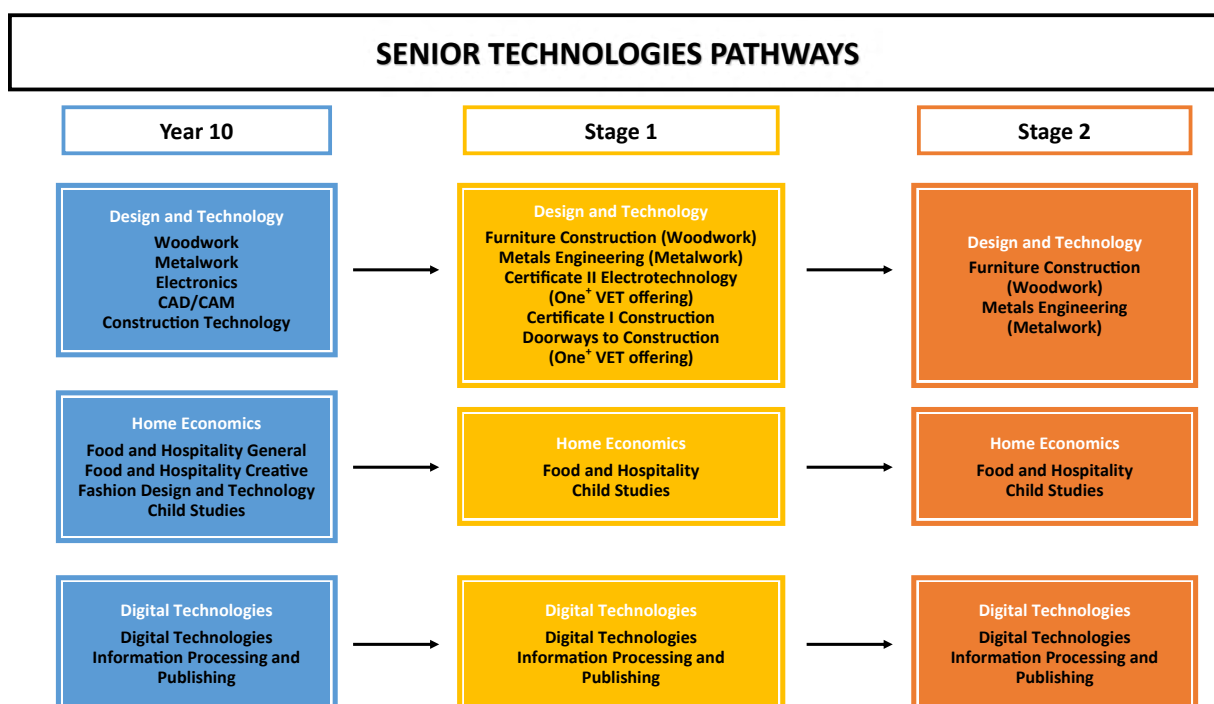 SENIOR TECHNOLOGIES PATHWAYS
Year 10
Stage 1
Stage 2
Design and Technology
Woodwork
Metalwork
Electronics
CAD/CAM
Construction Technology
Design and Technology
Furniture Construction (Woodwork)
Metals Engineering (Metalwork)
Certificate II Electrotechnology
(One+ VET offering)
Certificate I Construction
Doorways to Construction
(One+ VET offering)
Design and Technology
Furniture Construction
(Woodwork)
Metals Engineering
(Metalwork)
Home Economics
Food and Hospitality General
Food and Hospitality Creative
Fashion Design and Technology
Child Studies
Home Economics
Food and Hospitality
Child Studies
Home Economics
Food and Hospitality
Child Studies
Digital Technologies
Digital Technologies
Information Processing and
Publishing
Digital Technologies
Digital Technologies
Information Processing and
Publishing
Digital Technologies
Digital Technologies
Information Processing and
Publishing